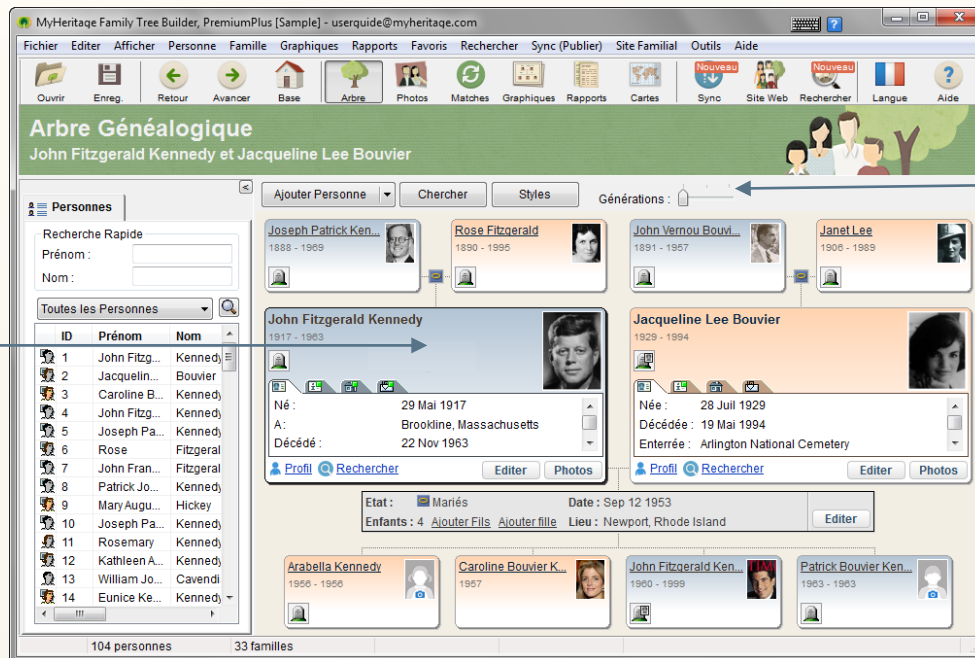 MyHeritage Family Tree Builder, PremiumPlus [Sample] - userquide@myheritage.com
Fichier Editer Afficher Personne Famille Graphiques Rapports Favoris Rechercher Sync (Publier) Site Familial Outils Aide
Nouveau Nouveau
Ouvrir Enreg. Retour Avancer Base Arbre Photos Matches Graphiques Rapports Cartes Sync Site Web Rechercher Langue Aide
Arbre Généalogique
John Fitzgerald Kennedy et Jacqueline Lee Bouvier
Personnes
Recherche Rapide
Prénom :
Nom :
Toutes les Personnes
ID Prénom Nom
1 John Fitzg... Kennedy
2 Jacquelin... Bouvier
3 Caroline B... Kennedy
4 John Fitzg... Kennedy
5 Joseph Pa... Kennedy
6 Rose Fitzgeral
7 John Fran... Fitzgeral
8 Patrick Jo... Kennedy
9 Mary Augu... Hickey
10 Joseph Pa... Kennedy
11 Rosemary Kennedy
12 Kathleen A... Kennedy
13 William Jo... Cavendi
14 Eunice Ke... Kennedy
Ajouter Personne Chercher Styles Générations :
Joseph Patrick Ken...
1888 - 1969
Rose Fitzgerald
1890 - 1995
John Vernou Bouvi...
1891 - 1957
Janet Lee
1906 - 1989
John Fitzgerald Kennedy
1917 - 1963
Né : 29 Mai 1917
A: Brookline, Massachusetts
Décédé : 22 Nov 1963
Profil Rechercher Editer Photos
Jacqueline Lee Bouvier
1929 - 1994
Née : 28 Juil 1929
Décédée : 19 Mai 1994
Enterrée : Arlington National Cemetery
Profil Rechercher Editer Photos
Etat : Mariés Date : Sep 12 1953
Enfants : 4 Ajouter Fils Ajouter fille Lieu : Newport, Rhode Island
Editer
Arabella Kennedy
1956 - 1956
Caroline Bouvier K...
1957
John Fitzgerald Ken...
1960 - 1999
TIME
Patrick Bouvier Ken...
1963 - 1963
104 personnes 33 familles